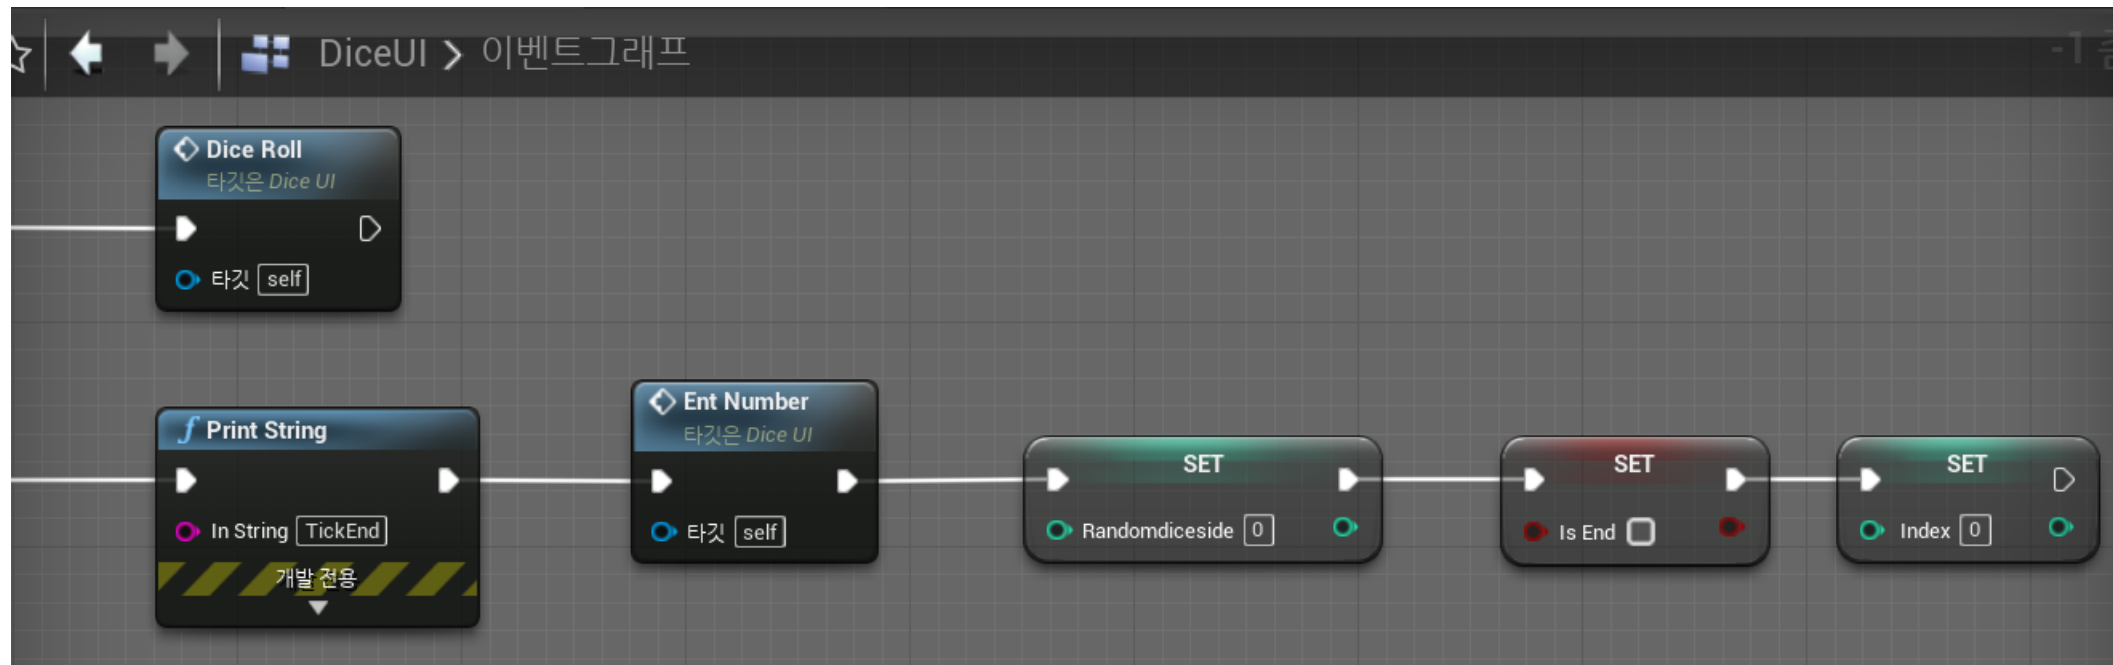 DiceUI > 이벤트그래프
-1 줌
Dice Roll
타깃은 Dice UI
타깃 self
Print String
In String TickEnd
개발 전용
Ent Number
타깃은 Dice UI
타깃 self
SET
Randomdiceside 0
SET
Is End
SET
Index 0